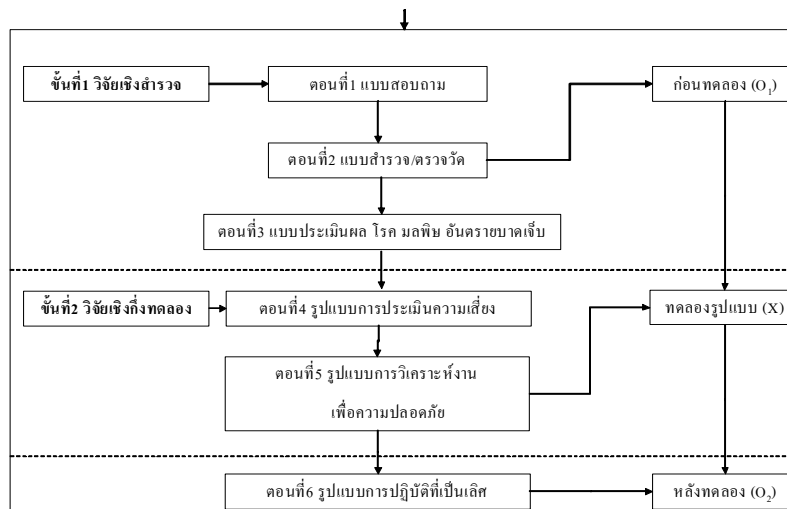 ขั้นที่1 วิจัยเชิงสำรวจ
ตอนที่1 แบบสอบถาม
ก่อนทดลอง (O1)
ตอนที่2 แบบสำรวจ/ตรวจวัด
ตอนที่3 แบบประเมินผล โรค มลพิษ อันตรายบาดเจ็บ
ขั้นที่2 วิจัยเชิงกึ่งทดลอง
ตอนที่4 รูปแบบการประเมินความเสี่ยง
ทดลองรูปแบบ (X)
ตอนที่5 รูปแบบการวิเคราะห์งาน
เพื่อความปลอดภัย
ตอนที่6 รูปแบบการปฏิบัติที่เป็นเลิศ
หลังทดลอง (O2)